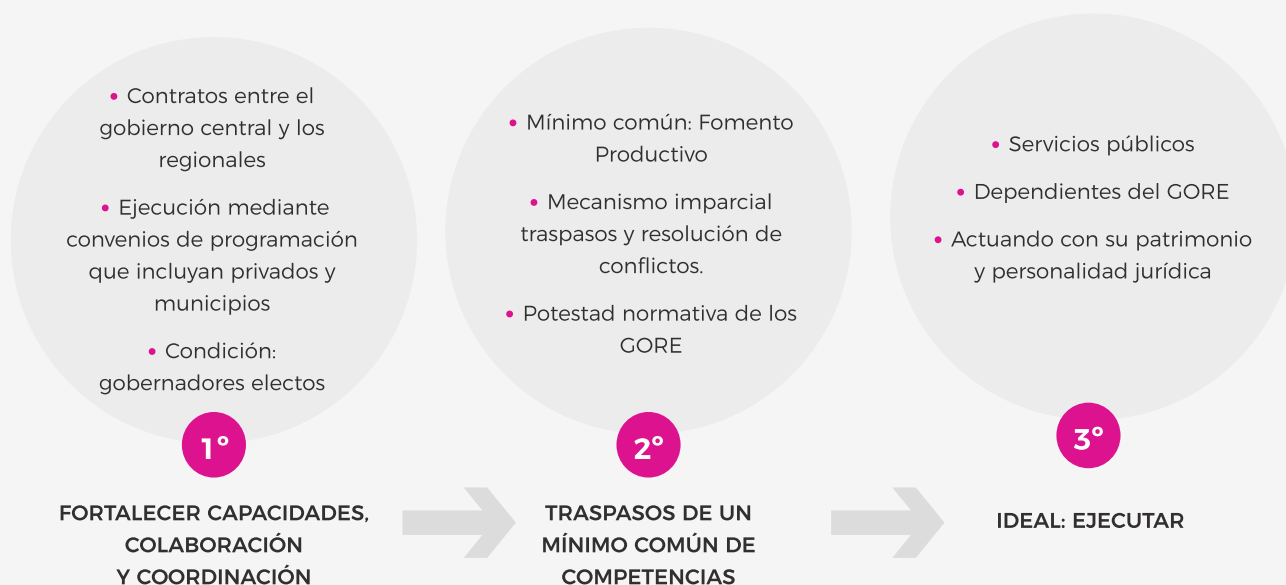 • Contratos entre el
gobierno central y los
regionales
• Ejecución mediante
convenios de programación
que incluyan privados y
municipios
• Condición:
gobernadores electos
1º
FORTALECER CAPACIDADES,
COLABORACIÓN
Y COORDINACIÓN
• Mínimo común: Fomento
Productivo
• Mecanismo imparcial
traspasos y resolución de
conflictos.
• Potestad normativa de los
GORE
2º
TRASPASOS DE UN
MÍNIMO COMÚN DE
COMPETENCIAS
• Servicios públicos
• Dependientes del GORE
• Actuando con su patrimonio
y personalidad jurídica
3º
IDEAL: EJECUTAR